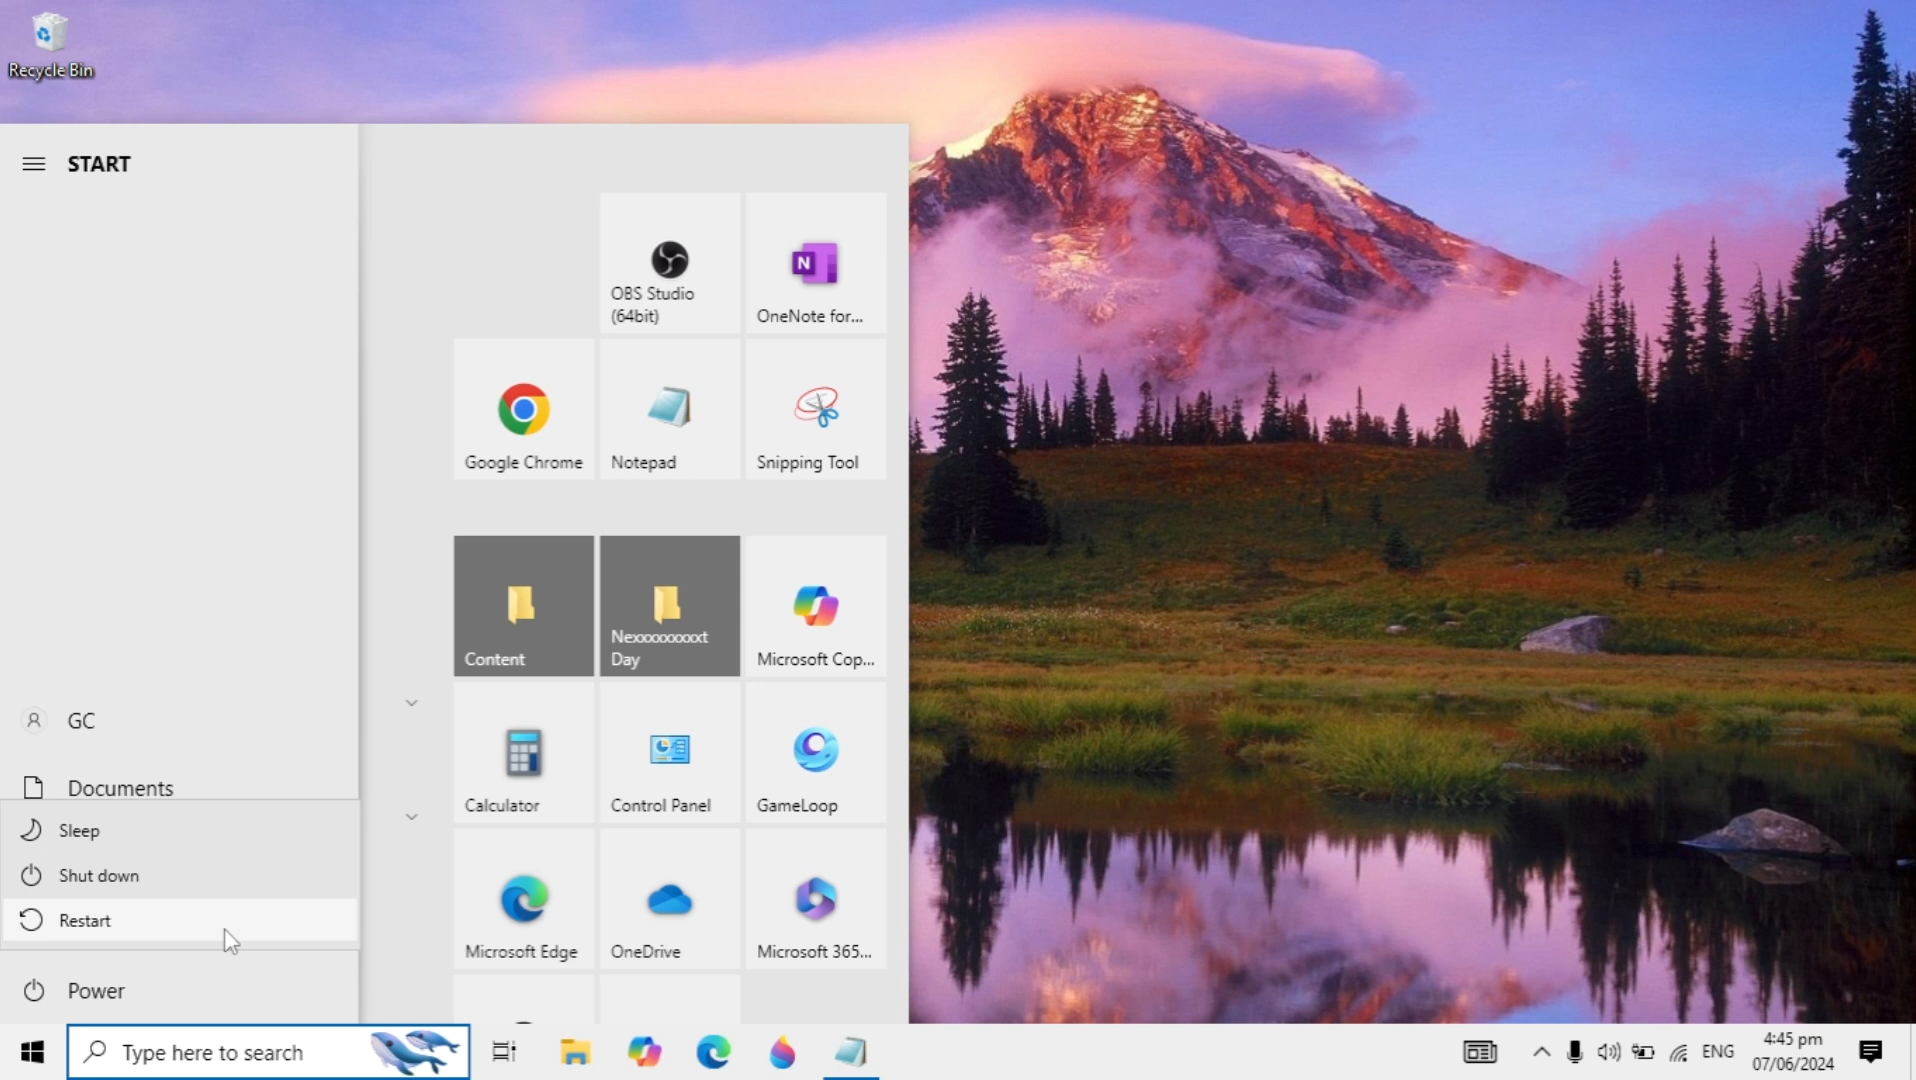 Recycle Bin
START
OBS Studio
(64bit)
OneNote for...
Google Chrome
Notepad
Snipping Tool
Content
Nexxxxxxxxxt
Day
Microsoft Cop...
GC
Calculator
Control Panel
GameLoop
Documents
Sleep
Shut down
Restart
Microsoft Edge
OneDrive
Microsoft 365...
Power
Type here to search
ENG
4:45 pm
07/06/2024